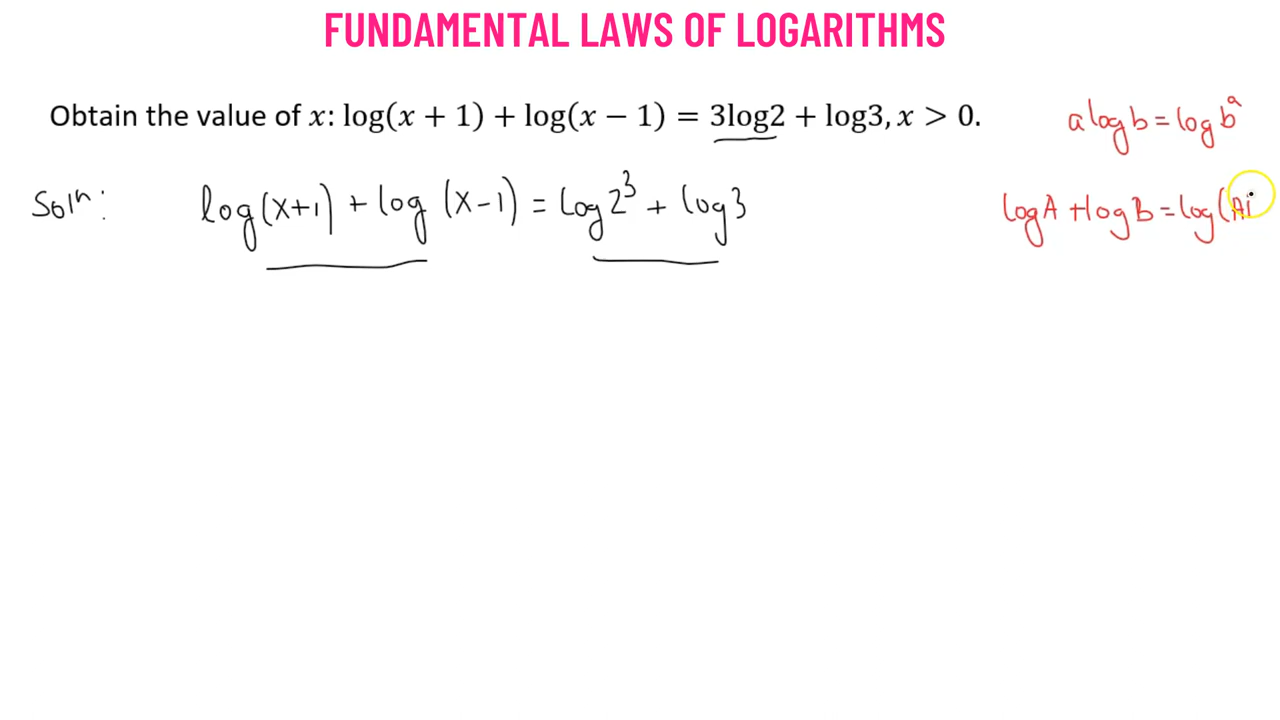 FUNDAMENTAL LAWS OF LOGARITHMS
Obtain the value of x: log(x + 1) + log(x − 1) = 3log2 + log3, x > 0.
a log b = log b^a
Soln: log(x+1) + log (x-1) = log 2^3 + log 3
log A + log B = log(A